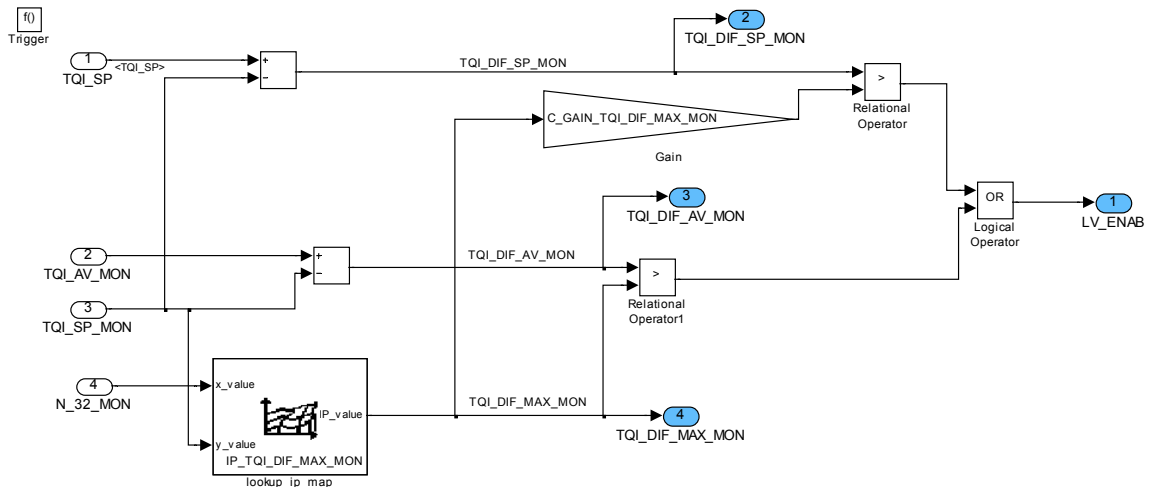 f()
Trigger
2
TQI_DIF_SP_MON
1
<TQI_SP>
TQI_SP
+
−
TQI_DIF_SP_MON
>
Relational
Operator
C_GAIN_TQI_DIF_MAX_MON
Gain
3
TQI_DIF_AV_MON
OR
Logical
Operator
1
LV_ENAB
2
TQI_AV_MON
+
−
TQI_DIF_AV_MON
>
Relational
Operator1
3
TQI_SP_MON
4
N_32_MON
x_value
IP_value
y_value
IP_TQI_DIF_MAX_MON
lookup_ip_map
TQI_DIF_MAX_MON
4
TQI_DIF_MAX_MON